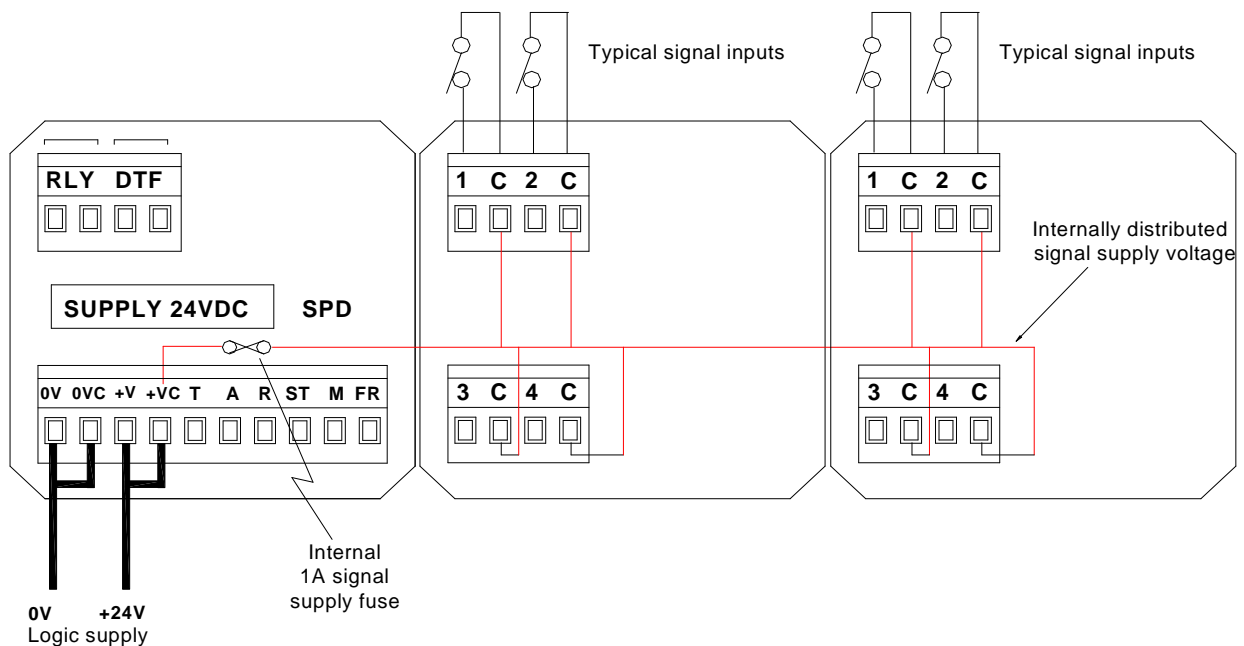 Typical signal inputs
Typical signal inputs
RLY DTF
1 C 2 C
1 C 2 C
Internally distributed
signal supply voltage
SUPPLY 24VDC SPD
0V 0VC +V +VC T A R ST M FR
3 C 4 C
3 C 4 C
Internal
1A signal
supply fuse
0V +24V
Logic supply